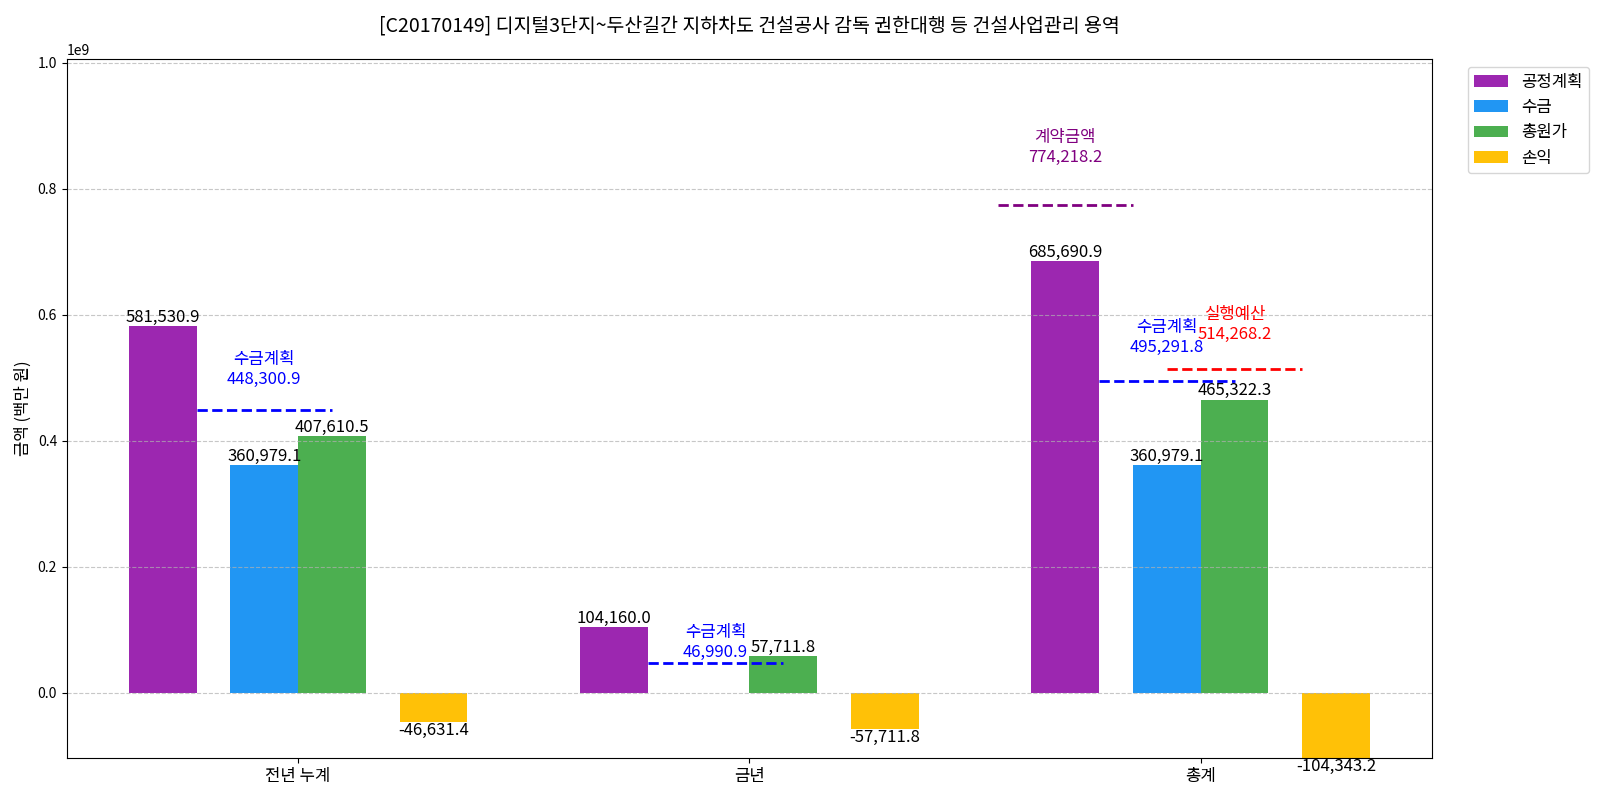 [C20170149] 디지털3단지~두산길간 지하차도 건설공사 감독 권한대행 등 건설사업관리 용역
1e9
1.0
0.8
0.6
0.4
0.2
0.0
금액 (백만 원)
계약금액
774,218.2
685,690.9
581,530.9
실행예산
514,268.2
수금계획
495,291.8
수금계획
448,300.9
465,322.3
407,610.5
360,979.1
360,979.1
104,160.0
수금계획
46,990.9
57,711.8
-46,631.4
-57,711.8
-104,343.2
전년 누계
금년
총계
공정계획
수금
총원가
손익